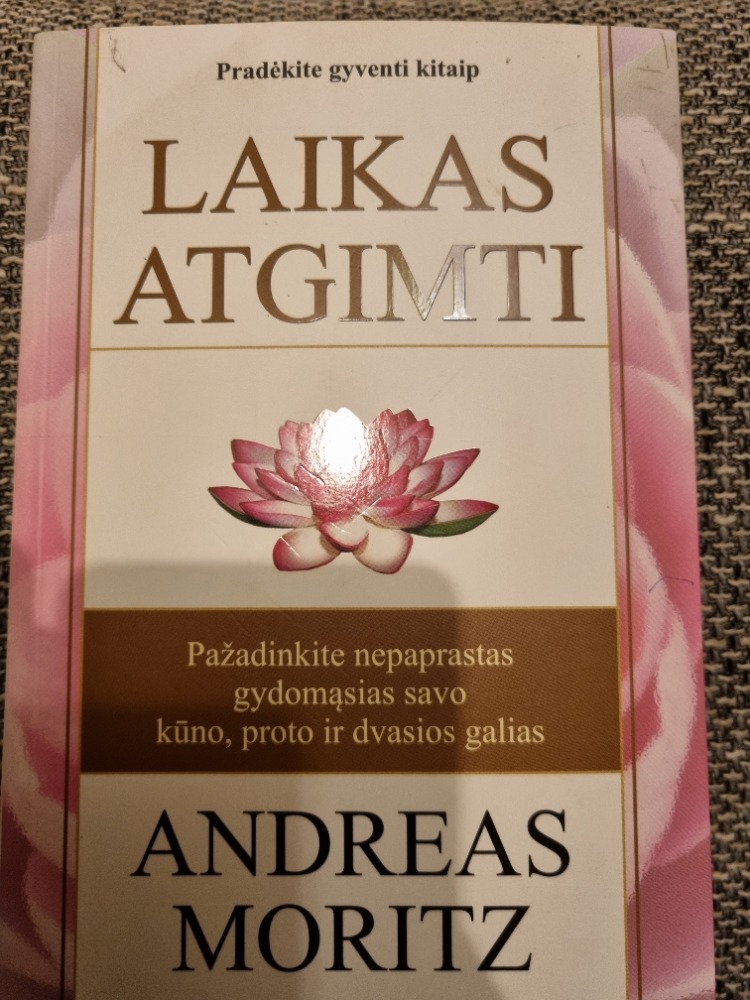 Pradėkite gyventi kitaip
LAIKAS
ATGIMTI
Pažadinkite nepaprastas
gydomąsias savo
kūno, proto ir dvasios galias
ANDREAS
MORITZ